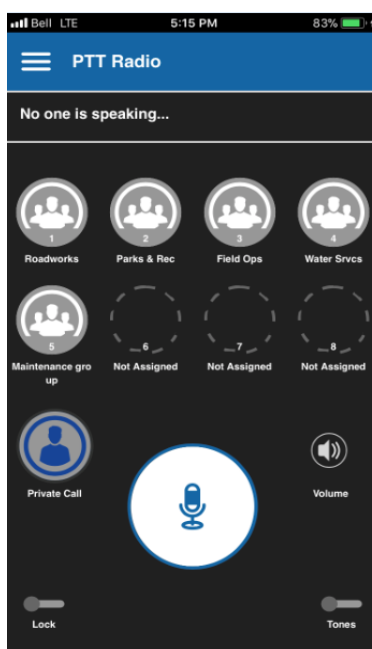 Bell LTE 5:15 PM 83%
PTT Radio
No one is speaking...
1 2 3 4
Roadworks Parks & Rec Field Ops Water Srvcs
5 6 7 8
Maintenance gro Not Assigned Not Assigned Not Assigned
up
Private Call Volume
Lock Tones